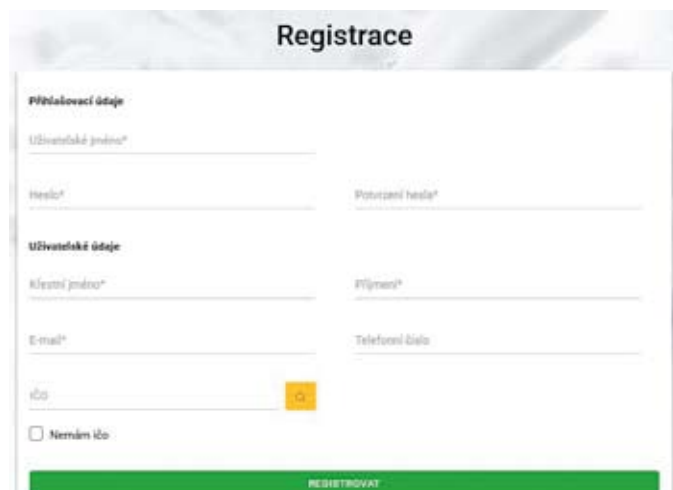 Registrace
Přihlašovací údaje
Uživatelské jméno*
Heslo*
Potvrzení hesla*
Uživatelské údaje
Křestní jméno*
Příjmení*
E-mail*
Telefonní číslo
IČO
Nemám ičo
REGISTROVAT